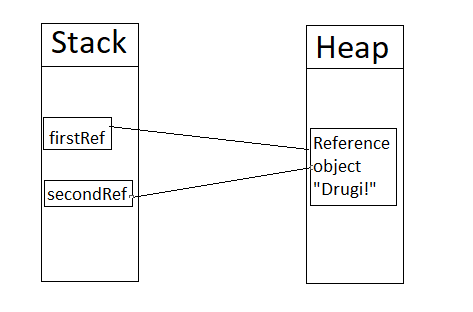 Stack
Heap
firstRef
secondRef
Reference
object
"Drugi!"